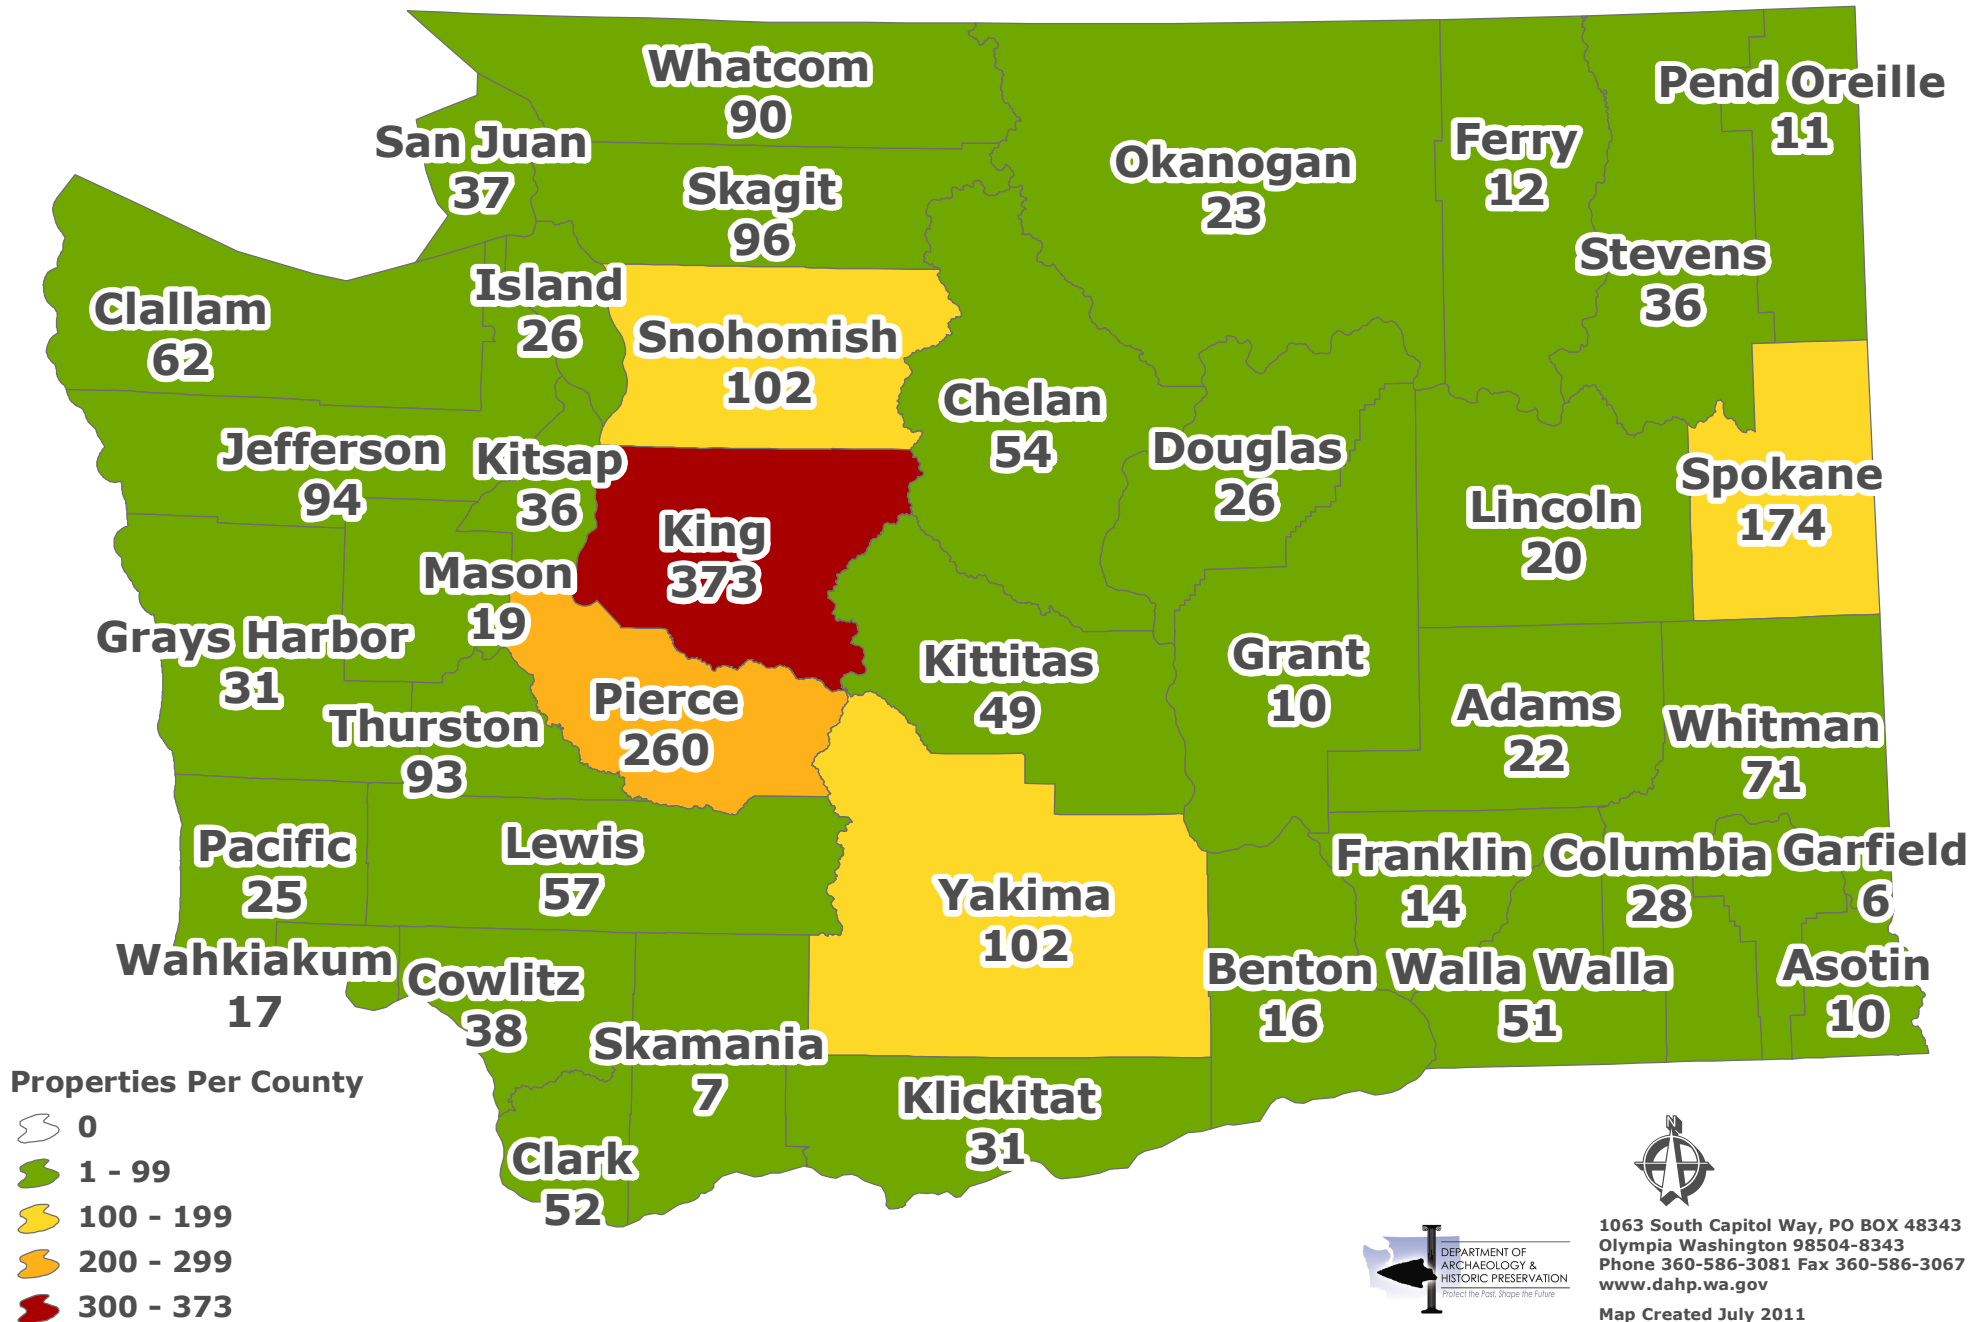 Whatcom
90
Pend Oreille
11
San Juan
37
Skagit
96
Okanogan
23
Ferry
12
Stevens
36
Island
26
Clallam
62
Snohomish
102
Chelan
54
Jefferson
94
Kitsap
36
Douglas
26
Spokane
174
Lincoln
20
King
373
Mason
19
Grays Harbor
31
Kittitas
49
Grant
10
Pierce
260
Thurston
93
Adams
22
Whitman
71
Pacific
25
Lewis
57
Yakima
102
Franklin
14
Columbia
28
Garfield
6
Wahkiakum
17
Cowlitz
38
Benton
16
Walla Walla
51
Asotin
10
Skamania
7
Klickitat
31
Clark
52
Properties Per County
0
1 - 99
100 - 199
200 - 299
300 - 373
N
DEPARTMENT OF
ARCHAEOLOGY &
HISTORIC PRESERVATION
Protect the Past, Shape the Future
1063 South Capitol Way, PO BOX 48343
Olympia Washington 98504-8343
Phone 360-586-3081 Fax 360-586-3067
www.dahp.wa.gov
Map Created July 2011